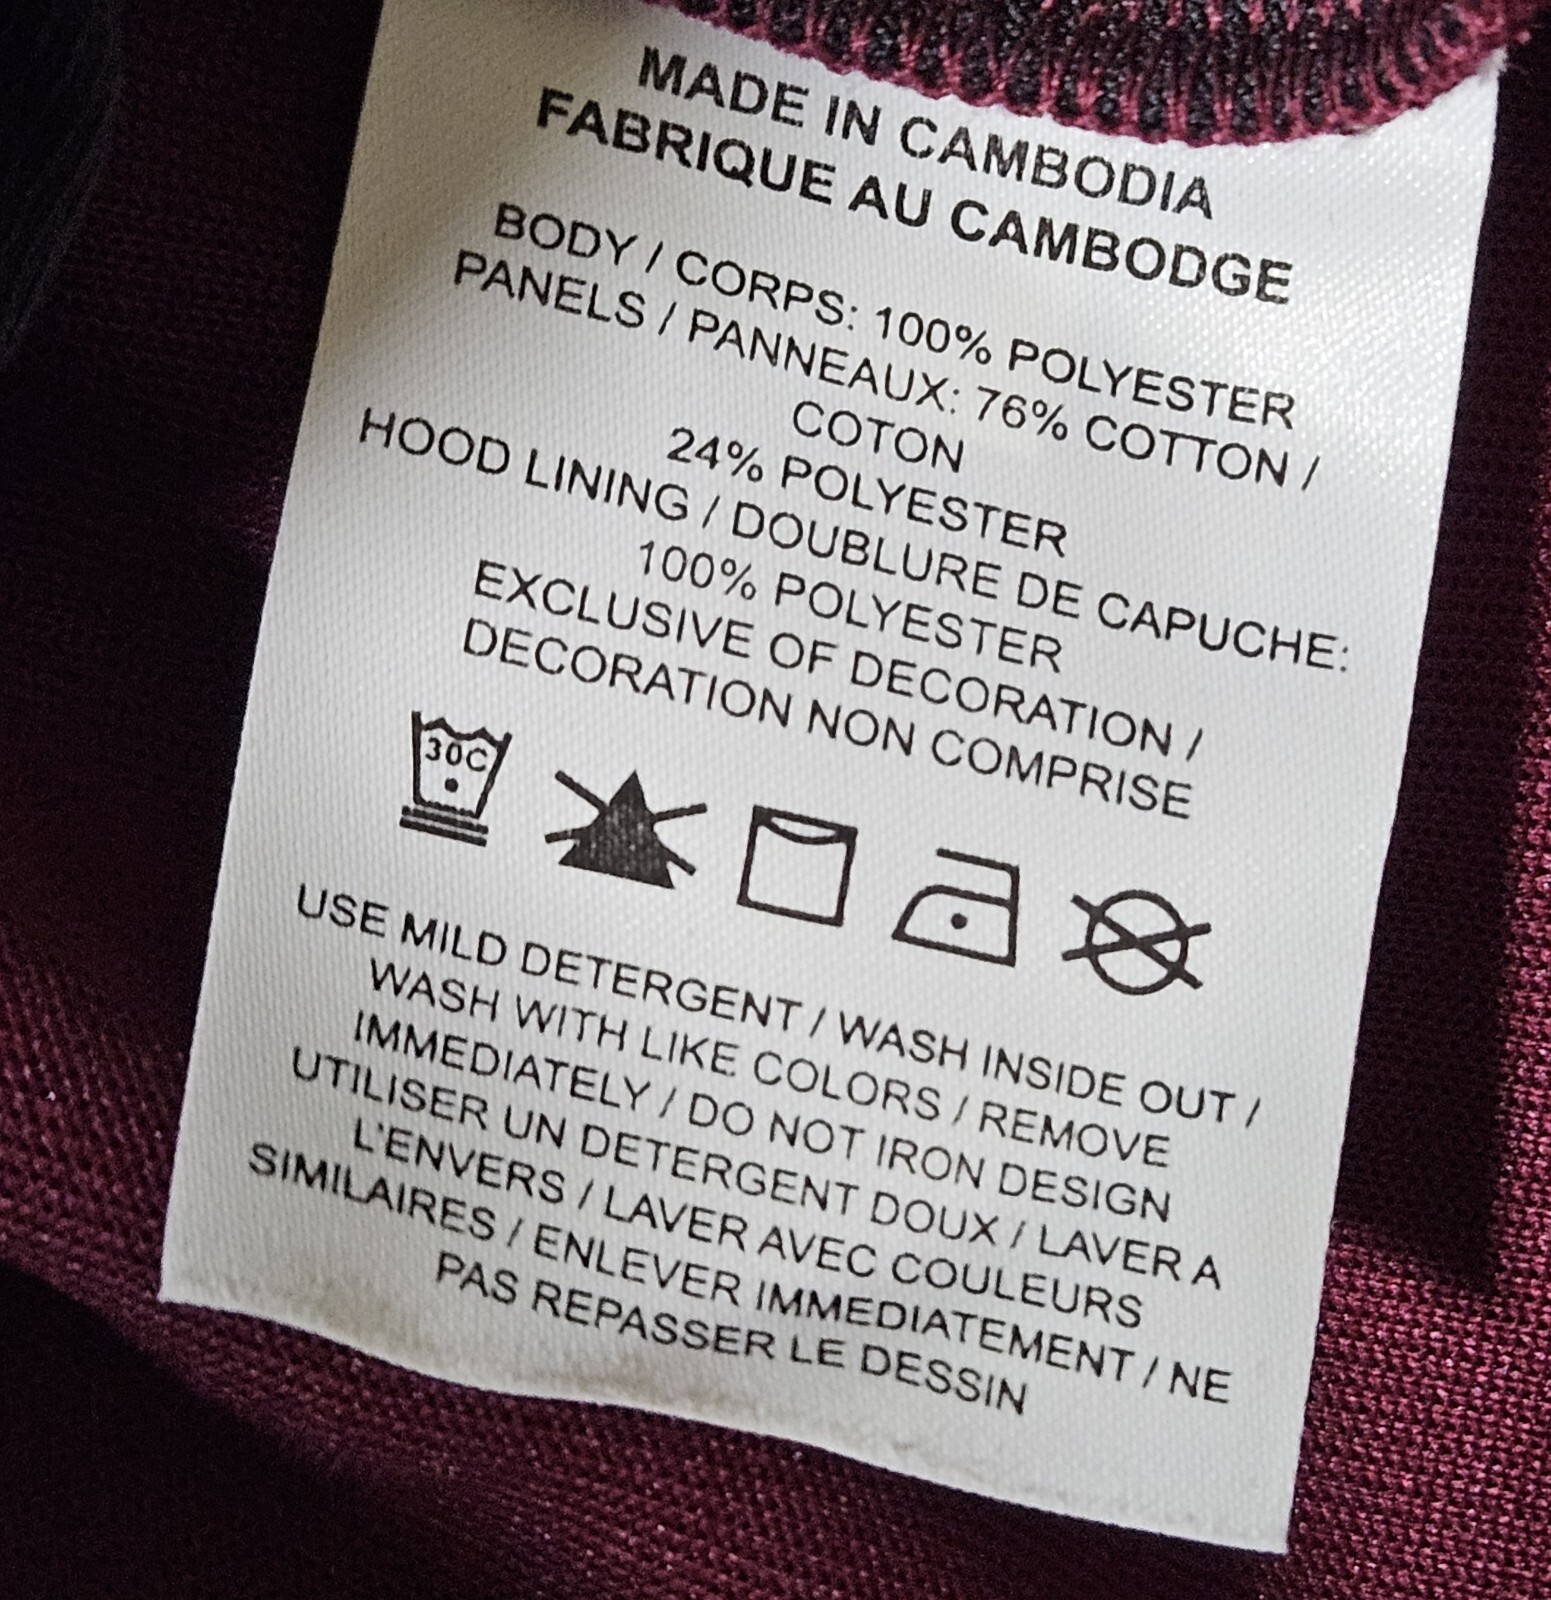 MADE IN CAMBODIA
FABRIQUE AU CAMBODGE
BODY / CORPS: 100% POLYESTER
PANELS / PANNEAUX: 76% COTTON /
COTON
24% POLYESTER
HOOD LINING / DOUBLURE DE CAPUCHE:
100% POLYESTER
EXCLUSIVE OF DECORATION /
DECORATION NON COMPRISE
30C
USE MILD DETERGENT / WASH INSIDE OUT /
WASH WITH LIKE COLORS / REMOVE
IMMEDIATELY / DO NOT IRON DESIGN
UTILISER UN DETERGENT DOUX / LAVER A
L'ENVERS / LAVER AVEC COULEURS
SIMILAIRES / ENLEVER IMMEDIATEMENT / NE
PAS REPASSER LE DESSIN